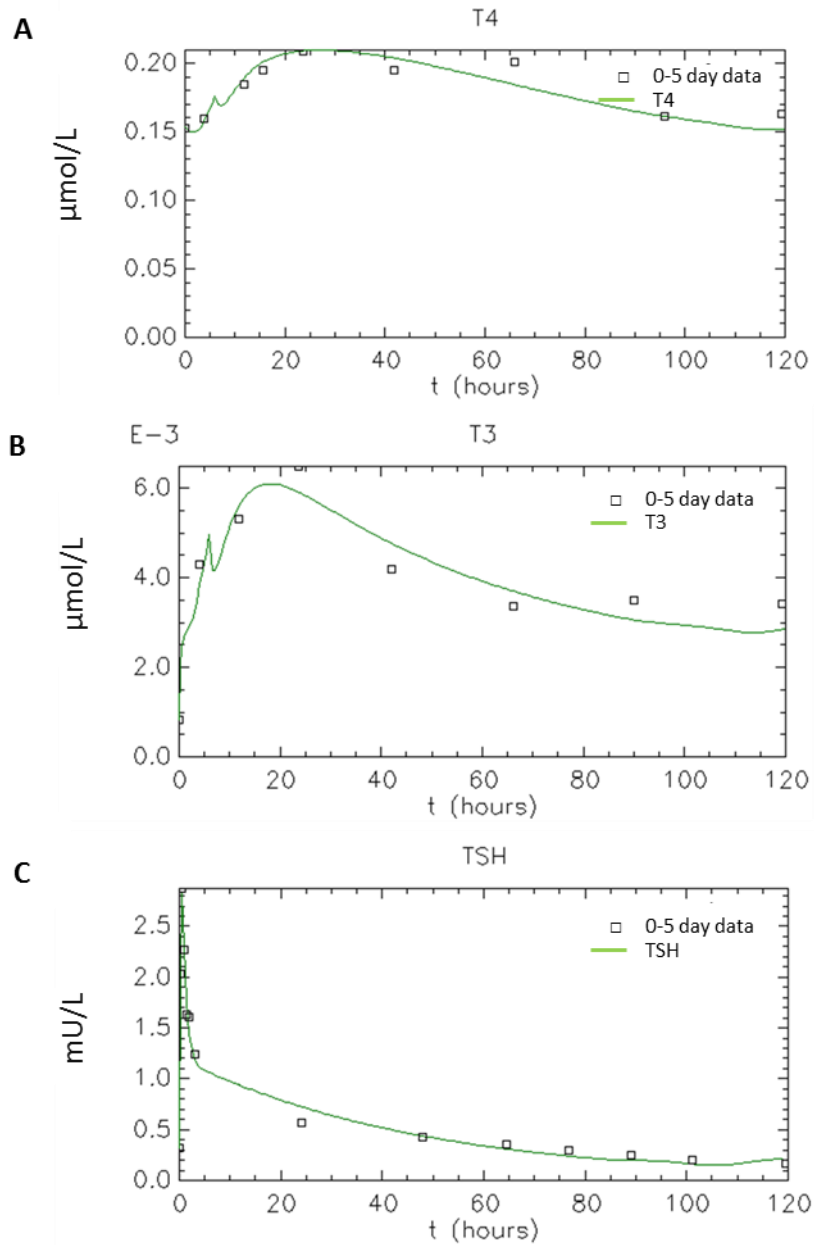 A
T4
0.20
0.15
0.10
0.05
0.00
µmol/L
0-5 day data
T4
0 20 40 60 80 100 120
t (hours)
B
E-3
T3
6.0
4.0
2.0
0.0
µmol/L
0-5 day data
T3
0 20 40 60 80 100 120
t (hours)
C
TSH
2.5
2.0
1.5
1.0
0.5
0.0
mU/L
0-5 day data
TSH
0 20 40 60 80 100 120
t (hours)